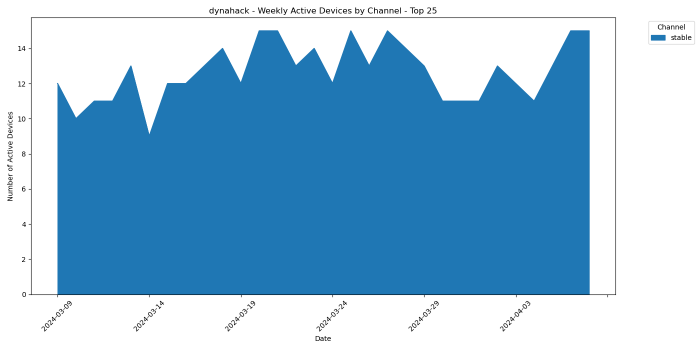 dynahack - Weekly Active Devices by Channel - Top 25
Channel
stable
Number of Active Devices
14
12
10
8
6
4
2
0
2024-03-09
2024-03-14
2024-03-19
2024-03-24
2024-03-29
2024-04-03
Date